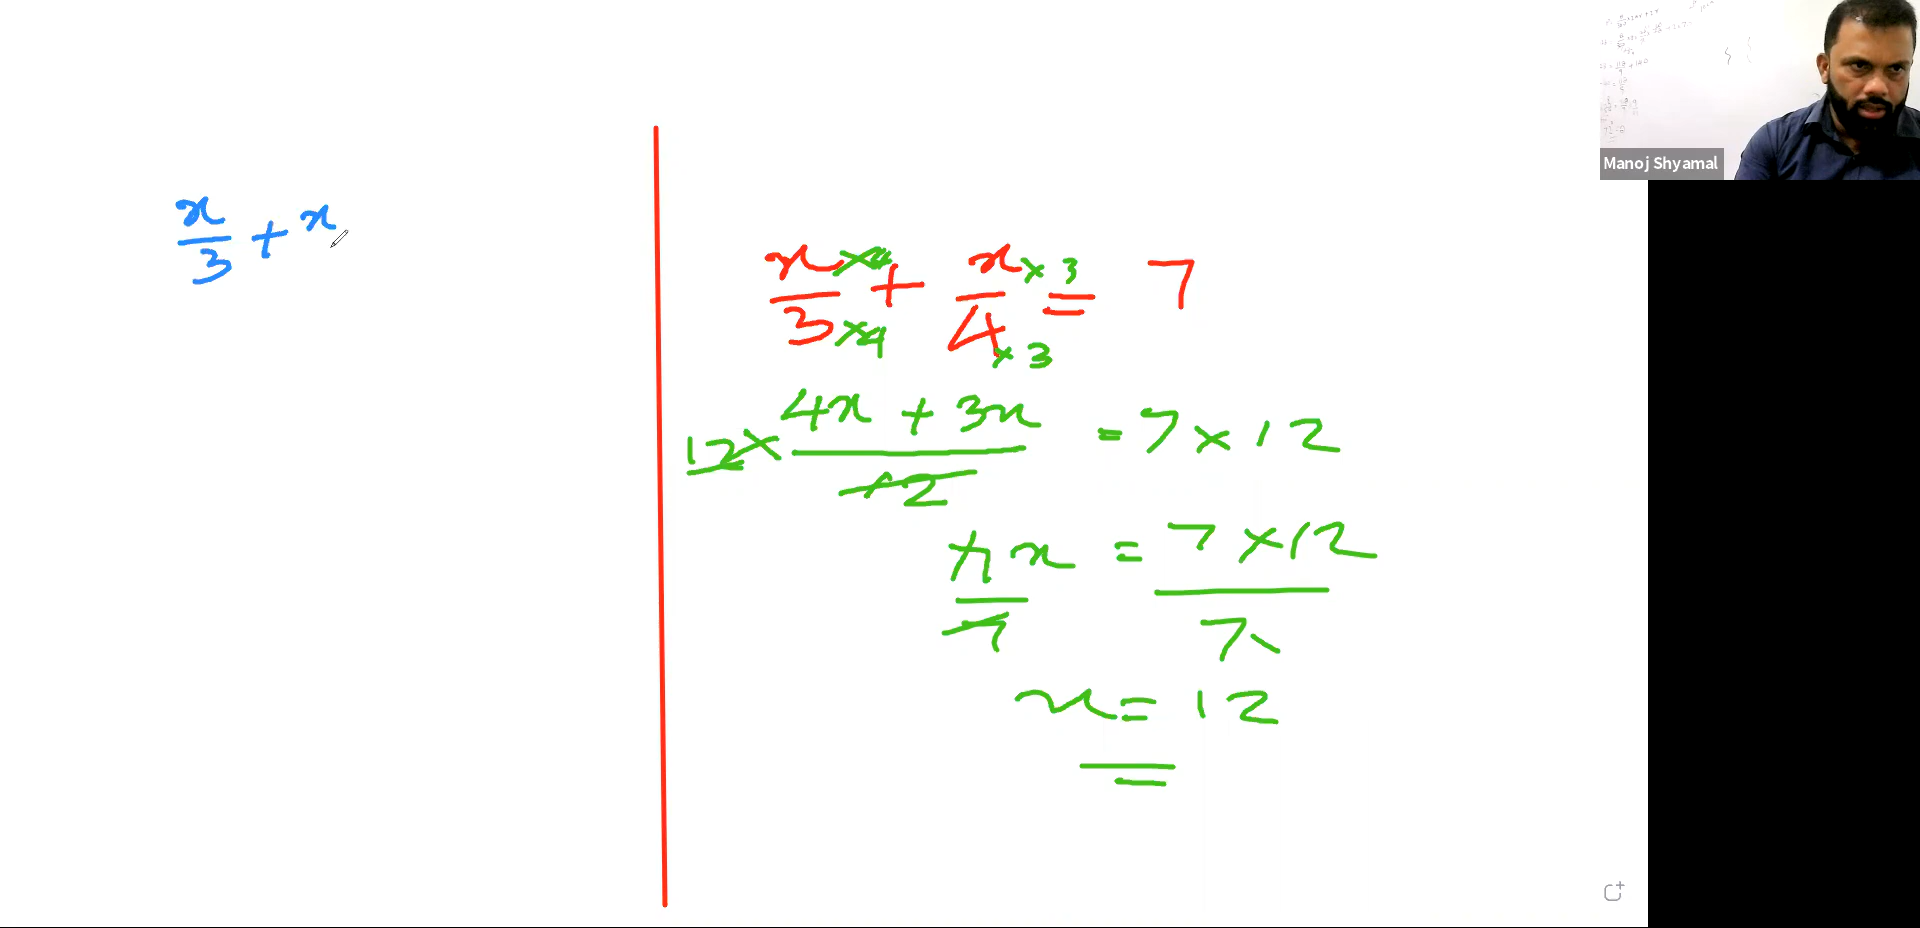 x/3 + x
x×4/3×4 + x×3/4×3 = 7
12 × (4x + 3x)/12 = 7 × 12
7x/7 = 7 × 12/7
x = 12
Manoj Shyamal